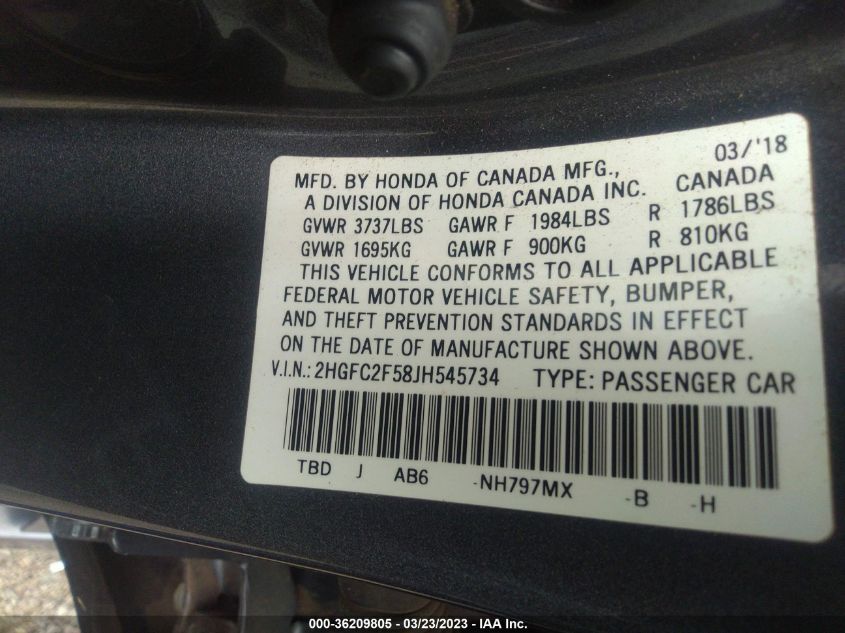 03/'18
MFD. BY HONDA OF CANADA MFG.,
A DIVISION OF HONDA CANADA INC. CANADA
GVWR 3737LBS GAWR F 1984LBS R 1786LBS
GVWR 1695KG GAWR F 900KG R 810KG
THIS VEHICLE CONFORMS TO ALL APPLICABLE
FEDERAL MOTOR VEHICLE SAFETY, BUMPER,
AND THEFT PREVENTION STANDARDS IN EFFECT
ON THE DATE OF MANUFACTURE SHOWN ABOVE.
V.I.N.: 2HGFC2F58JH545734 TYPE: PASSENGER CAR
TBD J AB6 -NH797MX -B -H
000-36209805 - 03/23/2023 - IAA Inc.